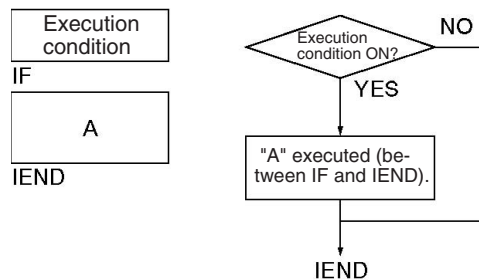 Execution
condition
IF
A
IEND
Execution
condition ON?
NO
YES
"A" executed (be-
tween IF and IEND).
IEND